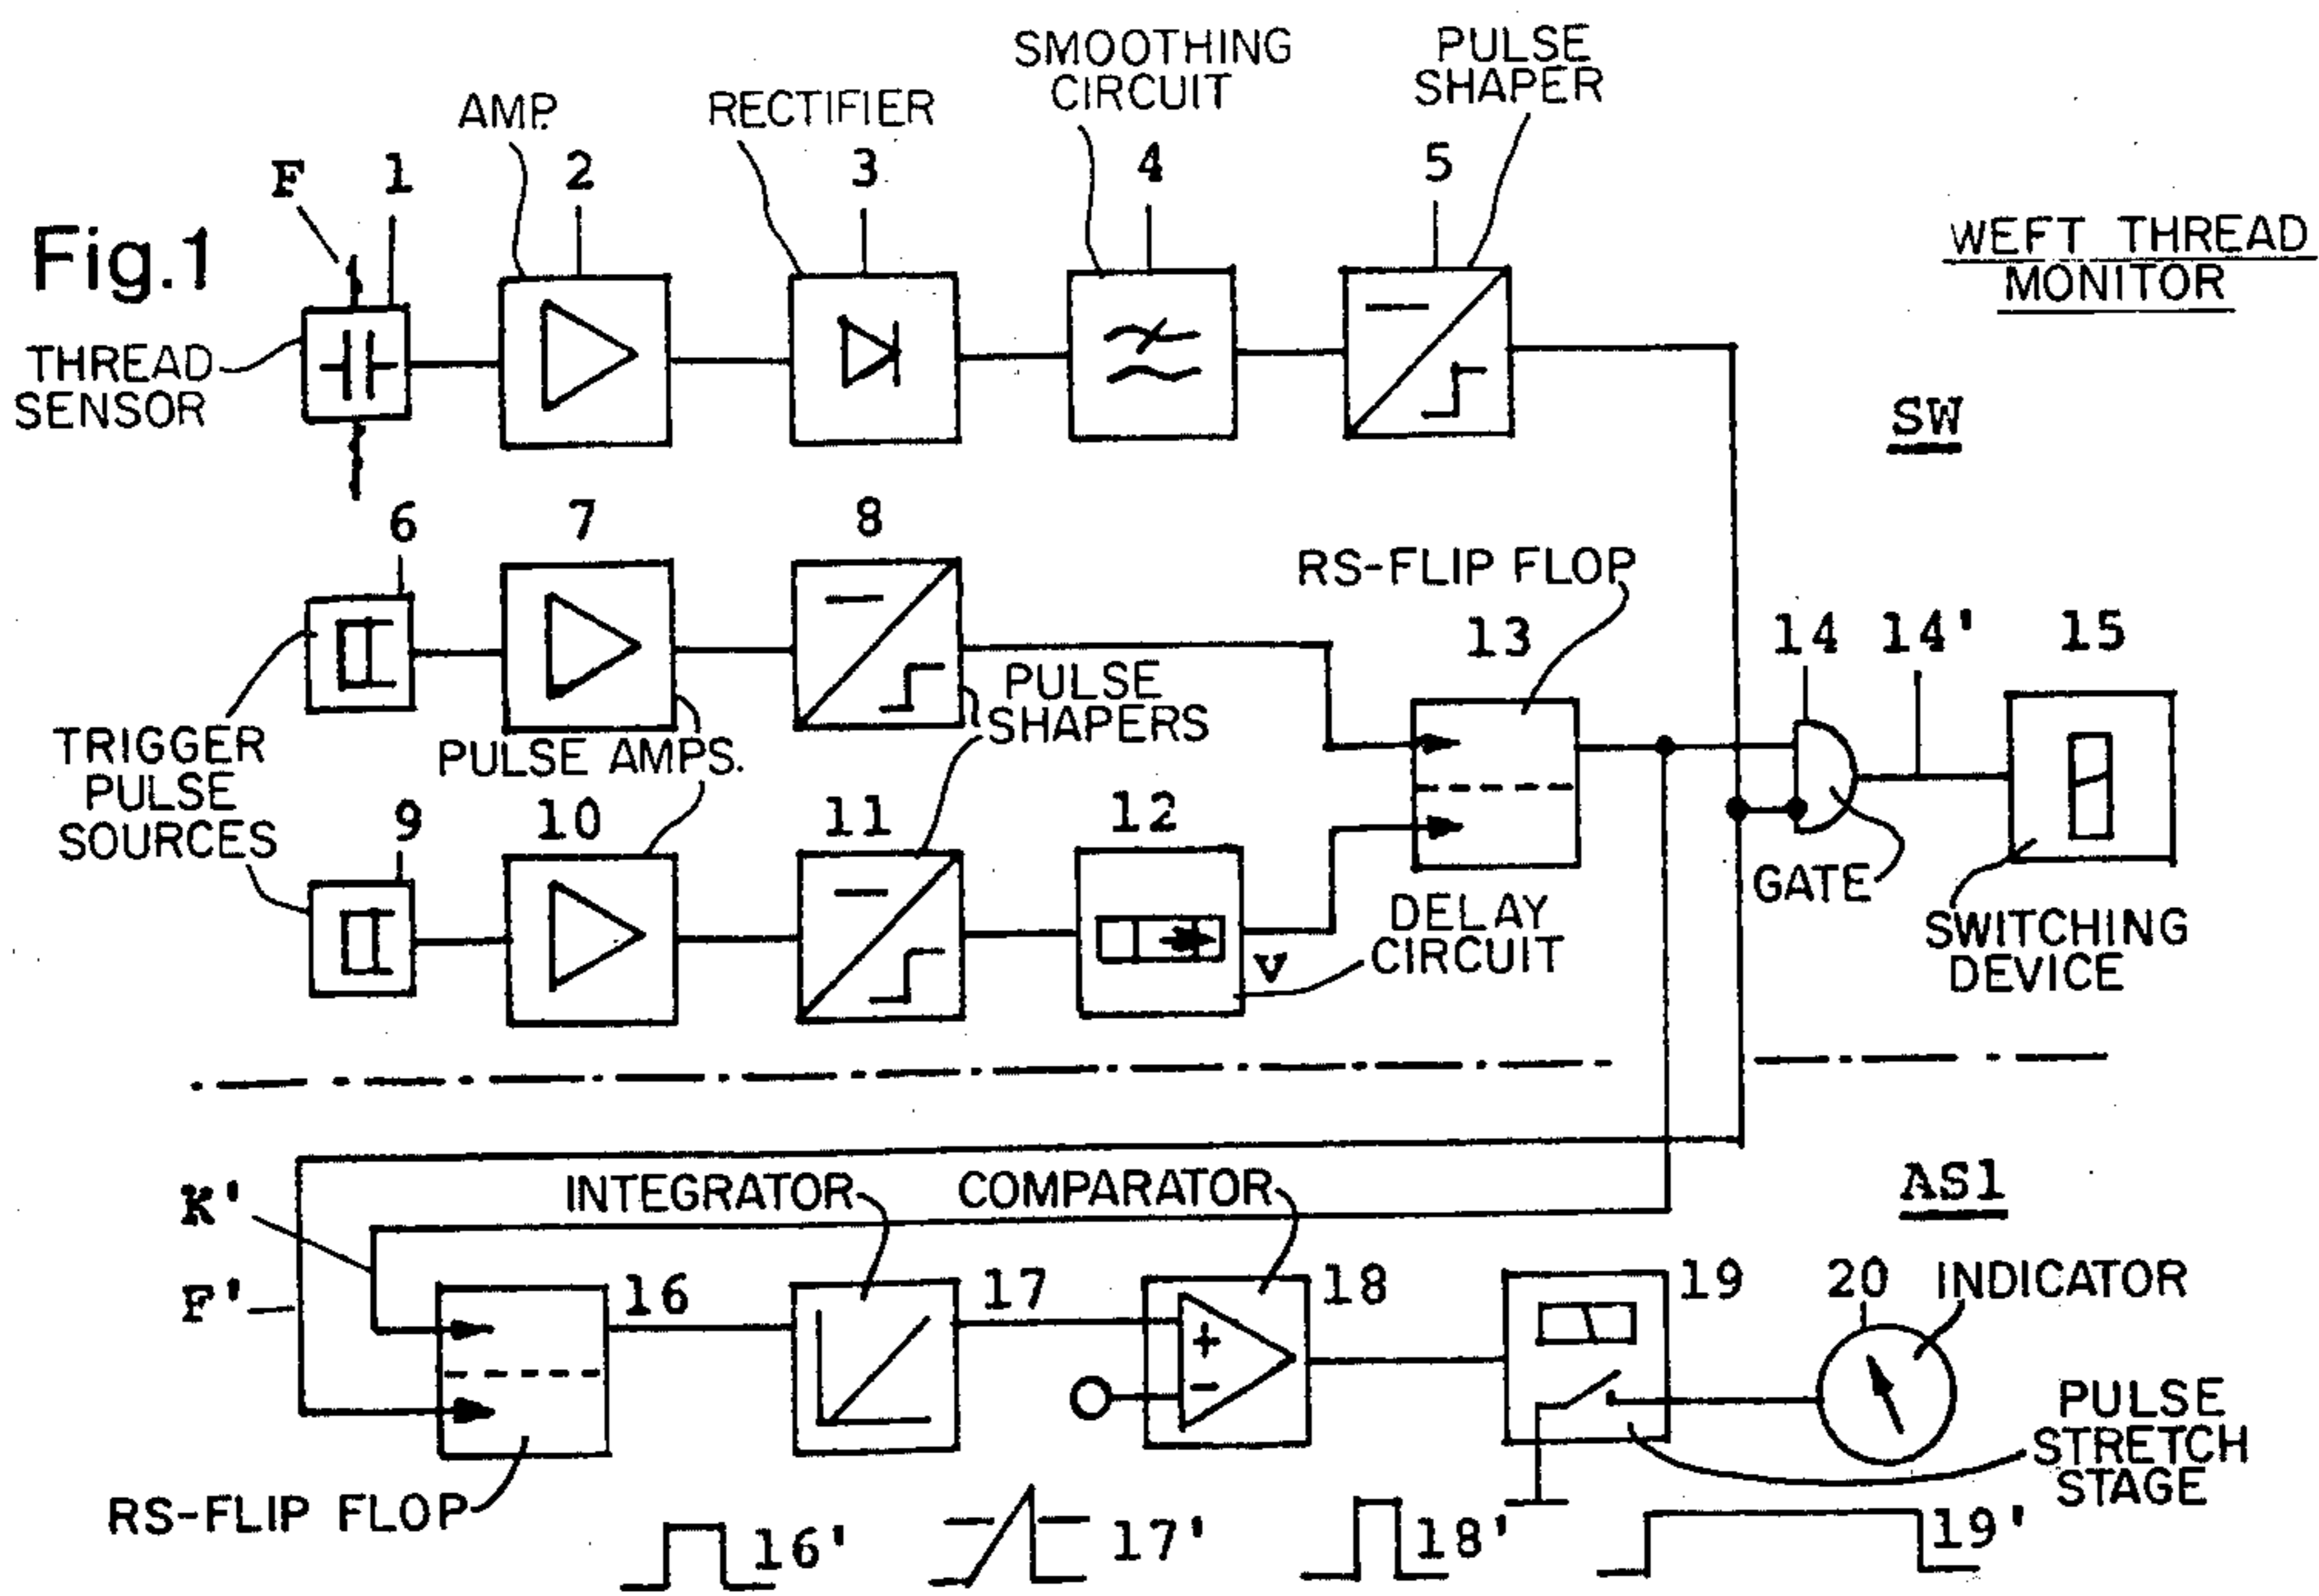 Fig.1
WEFT THREAD
MONITOR
SW
F
1
AMP.
2
RECTIFIER
3
SMOOTHING
CIRCUIT
4
PULSE
SHAPER
5
THREAD
SENSOR
6
7
8
RS-FLIP FLOP
13
14
14'
15
TRIGGER
PULSE
SOURCES
PULSE AMPS.
PULSE
SHAPERS
9
10
11
12
V
DELAY
CIRCUIT
GATE
SWITCHING
DEVICE
AS1
K'
F'
INTEGRATOR
COMPARATOR
16
17
+
-
18
19
20
INDICATOR
RS-FLIP FLOP
PULSE
STRETCH
STAGE
16'
17'
18'
19'